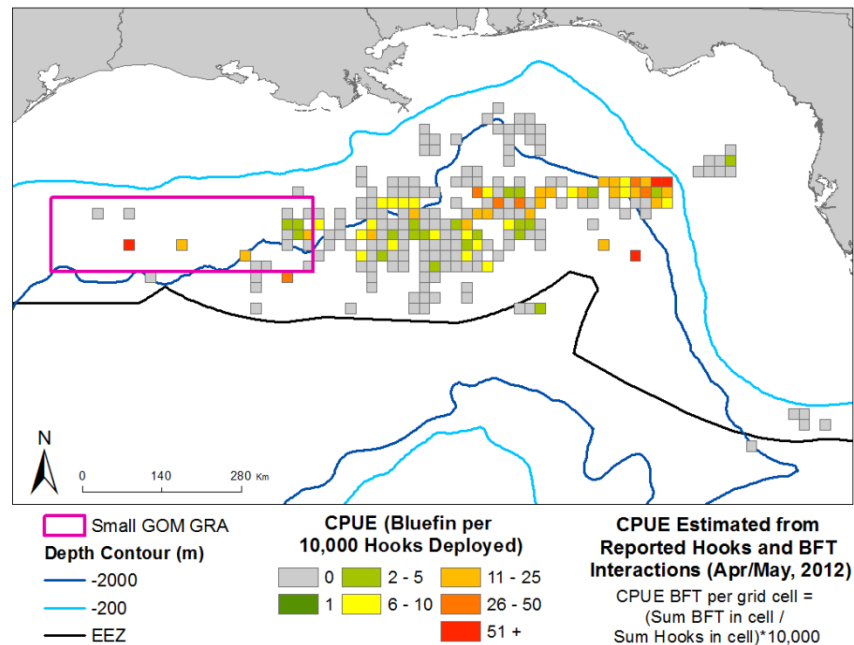 N
0 140 280 Km
Small GOM GRA
Depth Contour (m)
-2000
-200
EEZ
CPUE (Bluefin per
10,000 Hooks Deployed)
0 2 - 5 11 - 25
1 6 - 10 26 - 50
51 +
CPUE Estimated from
Reported Hooks and BFT
Interactions (Apr/May, 2012)
CPUE BFT per grid cell =
(Sum BFT in cell /
Sum Hooks in cell)*10,000